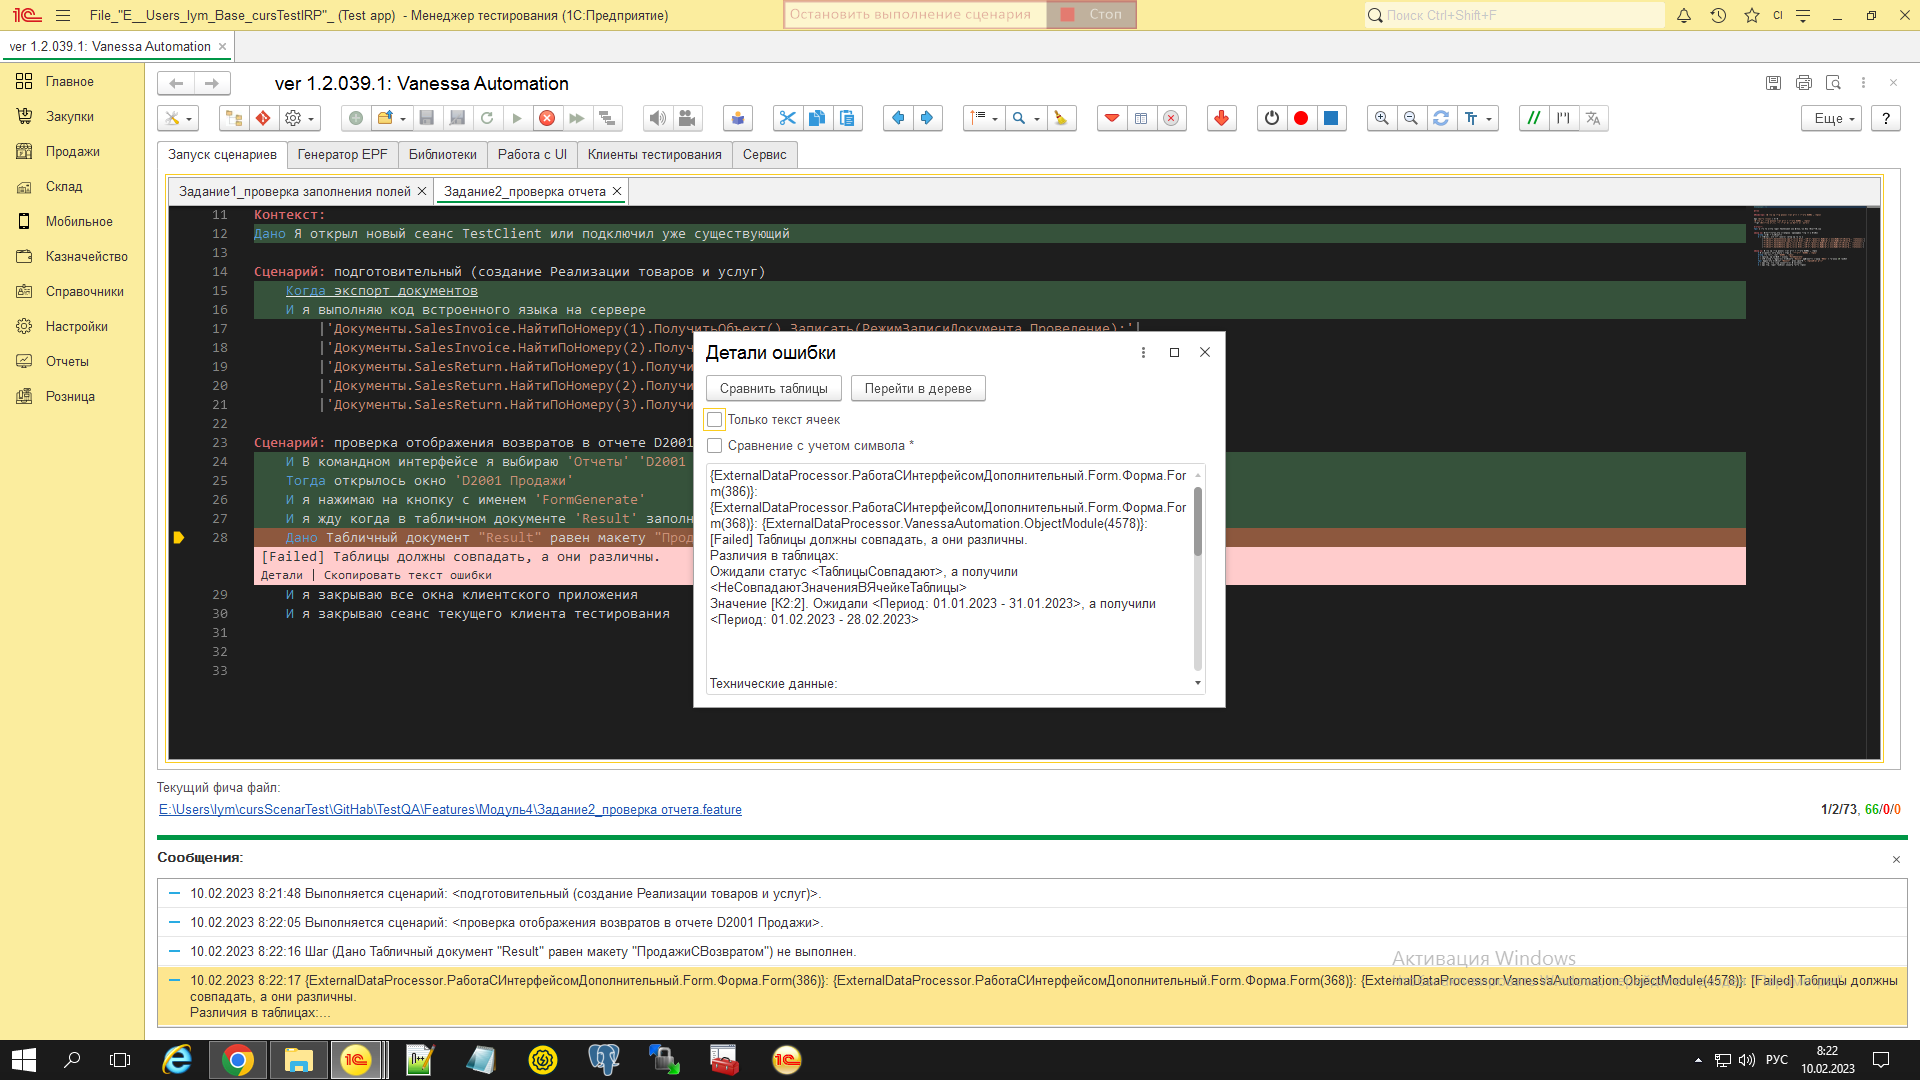 File_"E__Users_lym_Base_cursTestIRP"_ (Test app) - Менеджер тестирования (1С:Предприятие)
Остановить выполнение сценария
Стоп
Поиск Ctrl+Shift+F
CI
ver 1.2.039.1: Vanessa Automation
Главное
Закупки
Продажи
Склад
Мобильное
Казначейство
Справочники
Настройки
Отчеты
Розница
ver 1.2.039.1: Vanessa Automation
Еще
?
Запуск сценариев
Генератор EPF
Библиотеки
Работа с UI
Клиенты тестирования
Сервис
Задание1_проверка заполнения полей
Задание2_проверка отчета
11 Контекст:
12 Дано Я открыл новый сеанс TestClient или подключил уже существующий
13
14 Сценарий: подготовительный (создание Реализации товаров и услуг)
15 Когда экспорт документов
16 И я выполняю код встроенного языка на сервере
17 |'Документы.SalesInvoice.НайтиПоНомеру(1).ПолучитьОбъект().Записать(РежимЗаписиДокумента.Проведение);'|
18 |'Документы.SalesInvoice.НайтиПоНомеру(2).Получ
19 |'Документы.SalesReturn.НайтиПоНомеру(1).Получи
20 |'Документы.SalesReturn.НайтиПоНомеру(2).Получи
21 |'Документы.SalesReturn.НайтиПоНомеру(3).Получи
22
23 Сценарий: проверка отображения возвратов в отчете D2001
24 И В командном интерфейсе я выбираю 'Отчеты' 'D2001
25 Тогда открылось окно 'D2001 Продажи'
26 И я нажимаю на кнопку с именем 'FormGenerate'
27 И я жду когда в табличном документе 'Result' заполн
28 Дано Табличный документ "Result" равен макету "Прод
[Failed] Таблицы должны совпадать, а они различны.
Детали | Скопировать текст ошибки
29 И я закрываю все окна клиентского приложения
30 И я закрываю сеанс текущего клиента тестирования
31
32
33
Детали ошибки
Сравнить таблицы
Перейти в дереве
Только текст ячеек
Сравнение с учетом символа *
{ExternalDataProcessor.РаботаСИнтерфейсомДополнительный.Form.Форма.For
m(386)}:
{ExternalDataProcessor.РаботаСИнтерфейсомДополнительный.Form.Форма.For
m(368)}: {ExternalDataProcessor.VanessaAutomation.ObjectModule(4578)}:
[Failed] Таблицы должны совпадать, а они различны.
Различия в таблицах:
Ожидали статус <ТаблицыСовпадают>, а получили
<НеСовпадаютЗначенияВЯчейкеТаблицы>
Значение [К2:2]. Ожидали <Период: 01.01.2023 - 31.01.2023>, а получили
<Период: 01.02.2023 - 28.02.2023>
Технические данные:
Текущий фича файл:
E:\Users\lym\cursScenarTest\GitHab\TestQA\Features\Модуль4\Задание2_проверка отчета.feature
1/2/73, 66/0/0
Сообщения:
10.02.2023 8:21:48 Выполняется сценарий: <подготовительный (создание Реализации товаров и услуг)>.
10.02.2023 8:22:05 Выполняется сценарий: <проверка отображения возвратов в отчете D2001 Продажи>.
10.02.2023 8:22:16 Шаг (Дано Табличный документ "Result" равен макету "ПродажиСВозвратом") не выполнен.
10.02.2023 8:22:17 {ExternalDataProcessor.РаботаСИнтерфейсомДополнительный.Form.Форма.Form(386)}: {ExternalDataProcessor.РаботаСИнтерфейсомДополнительный.Form.Форма.Form(368)}: {ExternalDataProcessor.VanessaAutomation.ObjectModule(4578)}: [Failed] Таблицы должны
совпадать, а они различны.
Различия в таблицах:...
Активация Windows
РУС
8:22
10.02.2023